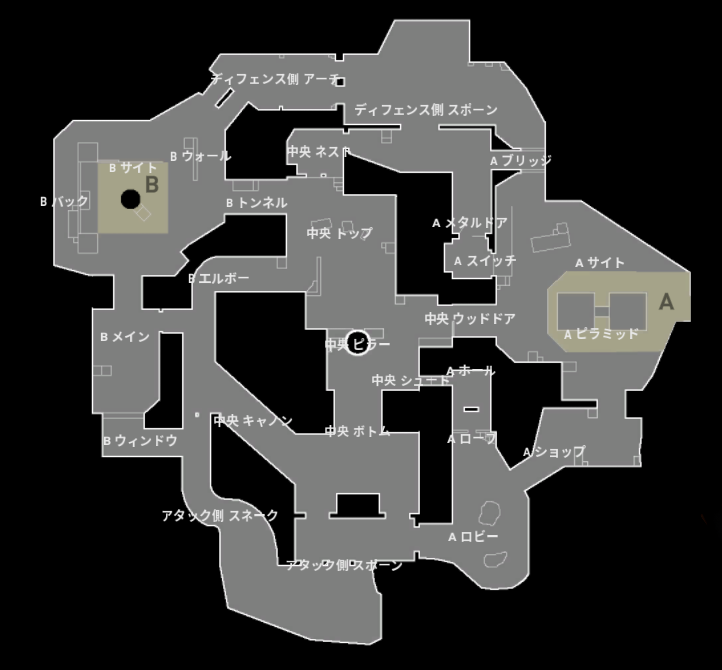 ディフェンス側 アーチ
ディフェンス側 スポーン
中央 ネスト
B ウォール
A ブリッジ
B サイト
B
B バック
B トンネル
A メタルドア
中央 トップ
A スイッチ
A サイト
B エルボー
A
中央 ウッドドア
A ピラミッド
B メイン
中央 ピラー
A ホール
中央 シュート
B
中央 キャノン
中央 ボトム
B ウィンドウ
A ロープ
A ショップ
アタック側 スネーク
A ロビー
アタック側 スポーン